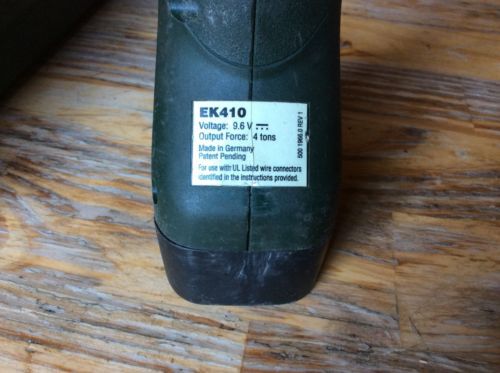 EK410
Voltage: 9.6 V ⎓
Output Force: 4 tons
Made in Germany
Patent Pending
For use with UL Listed wire connectors
identified in the instructions provided.
500 1966.0 REV 1